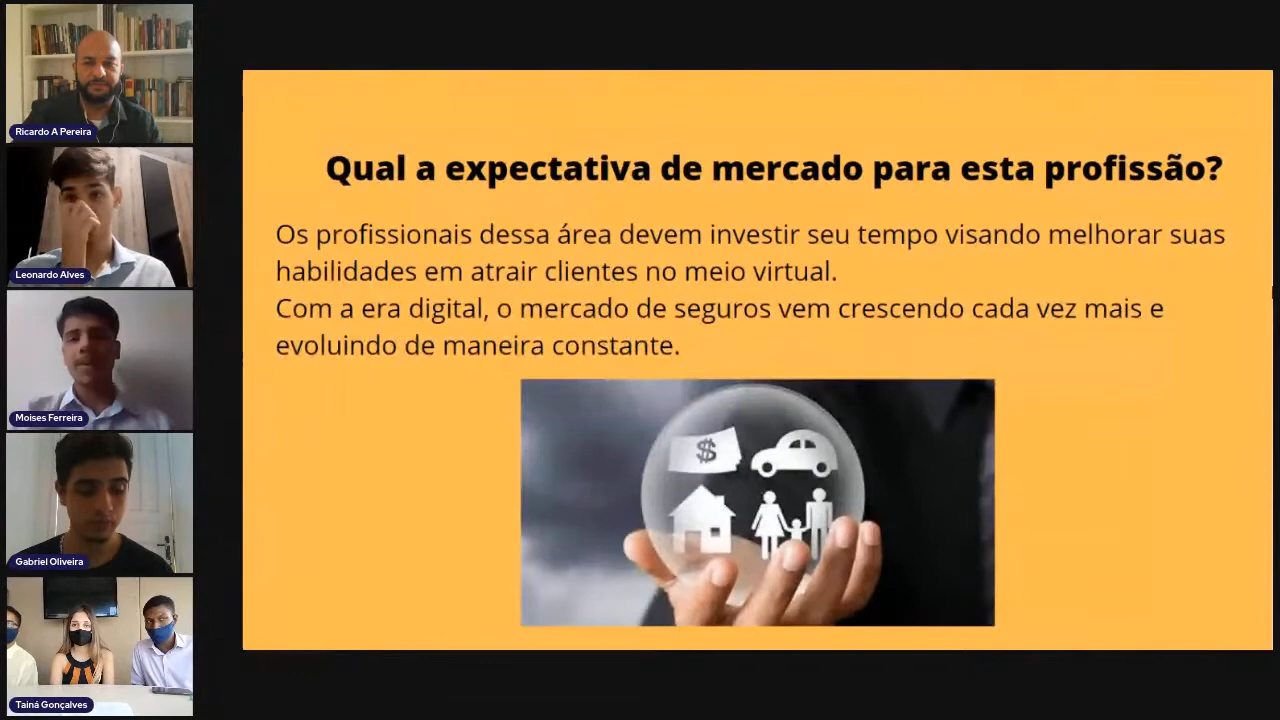 Ricardo A Pereira
Leonardo Alves
Moises Ferreira
Gabriel Oliveira
Tainá Gonçalves
Qual a expectativa de mercado para esta profissão?
Os profissionais dessa área devem investir seu tempo visando melhorar suas
habilidades em atrair clientes no meio virtual.
Com a era digital, o mercado de seguros vem crescendo cada vez mais e
evoluindo de maneira constante.
$